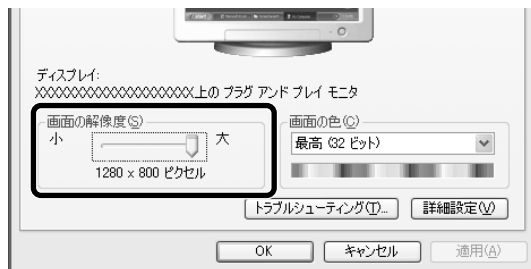 ディスプレイ:
XXXXXXXXXXXXXXXXXXXXXX上の プラグ アンド プレイ モニタ
画面の解像度(S)
小 大
1280 x 800 ピクセル
画面の色(C)
最高 (32 ビット)
トラブルシューティング(T)... 詳細設定(V)
OK キャンセル 適用(A)